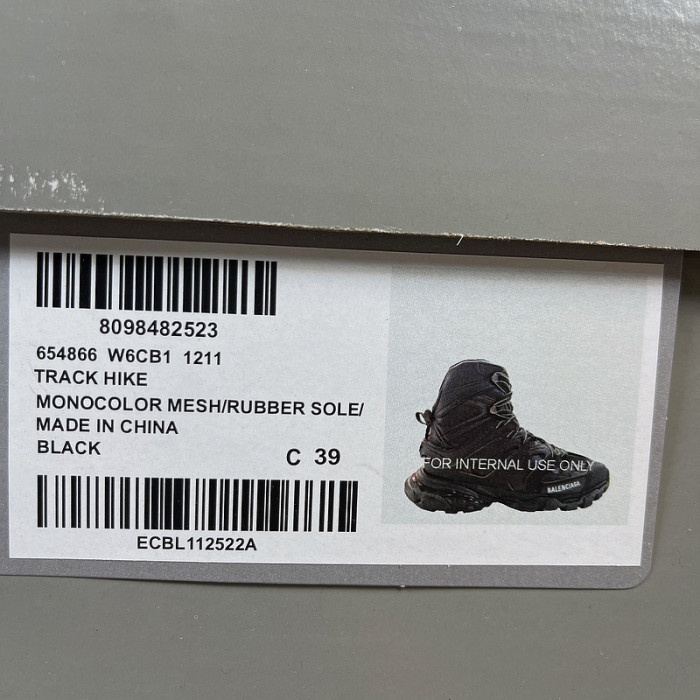 8098482523
654866 W6CB1 1211
TRACK HIKE
MONOCOLOR MESH/RUBBER SOLE/
MADE IN CHINA
BLACK
C 39
ECBL112522A
FOR INTERNAL USE ONLY
BALENCIAGA